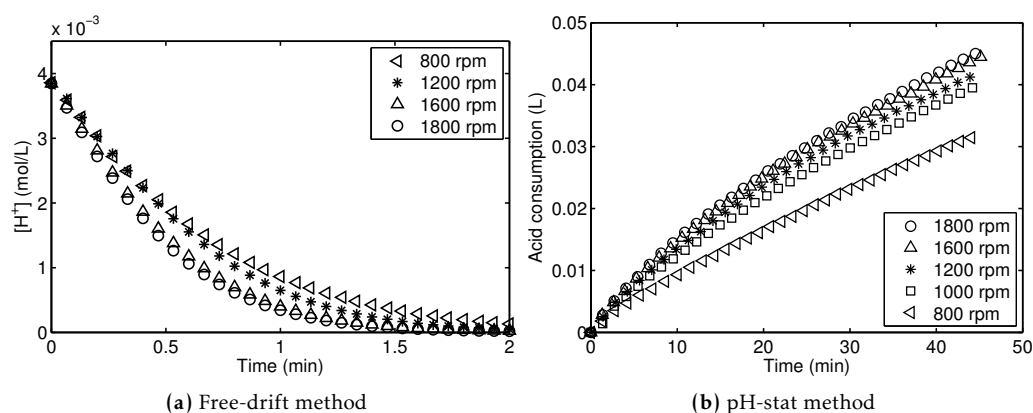 x 10⁻³
4
3
2
1
0
[H⁺] (mol/L)
0
0.5
1
1.5
2
Time (min)
800 rpm
1200 rpm
1600 rpm
1800 rpm
(a) Free-drift method
0.05
0.04
0.03
0.02
0.01
0
Acid consumption (L)
0
10
20
30
40
50
Time (min)
1800 rpm
1600 rpm
1200 rpm
1000 rpm
800 rpm
(b) pH-stat method